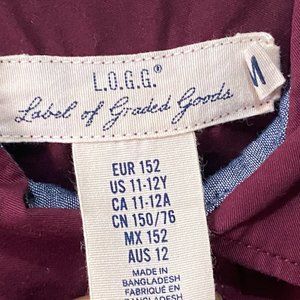 L.O.G.G.®
Label of Graded Goods
M
EUR 152
US 11-12Y
CA 11-12A
CN 150/76
MX 152
AUS 12
MADE IN
BANGLADESH
FABRIQUÉ EN
BANGLADESH